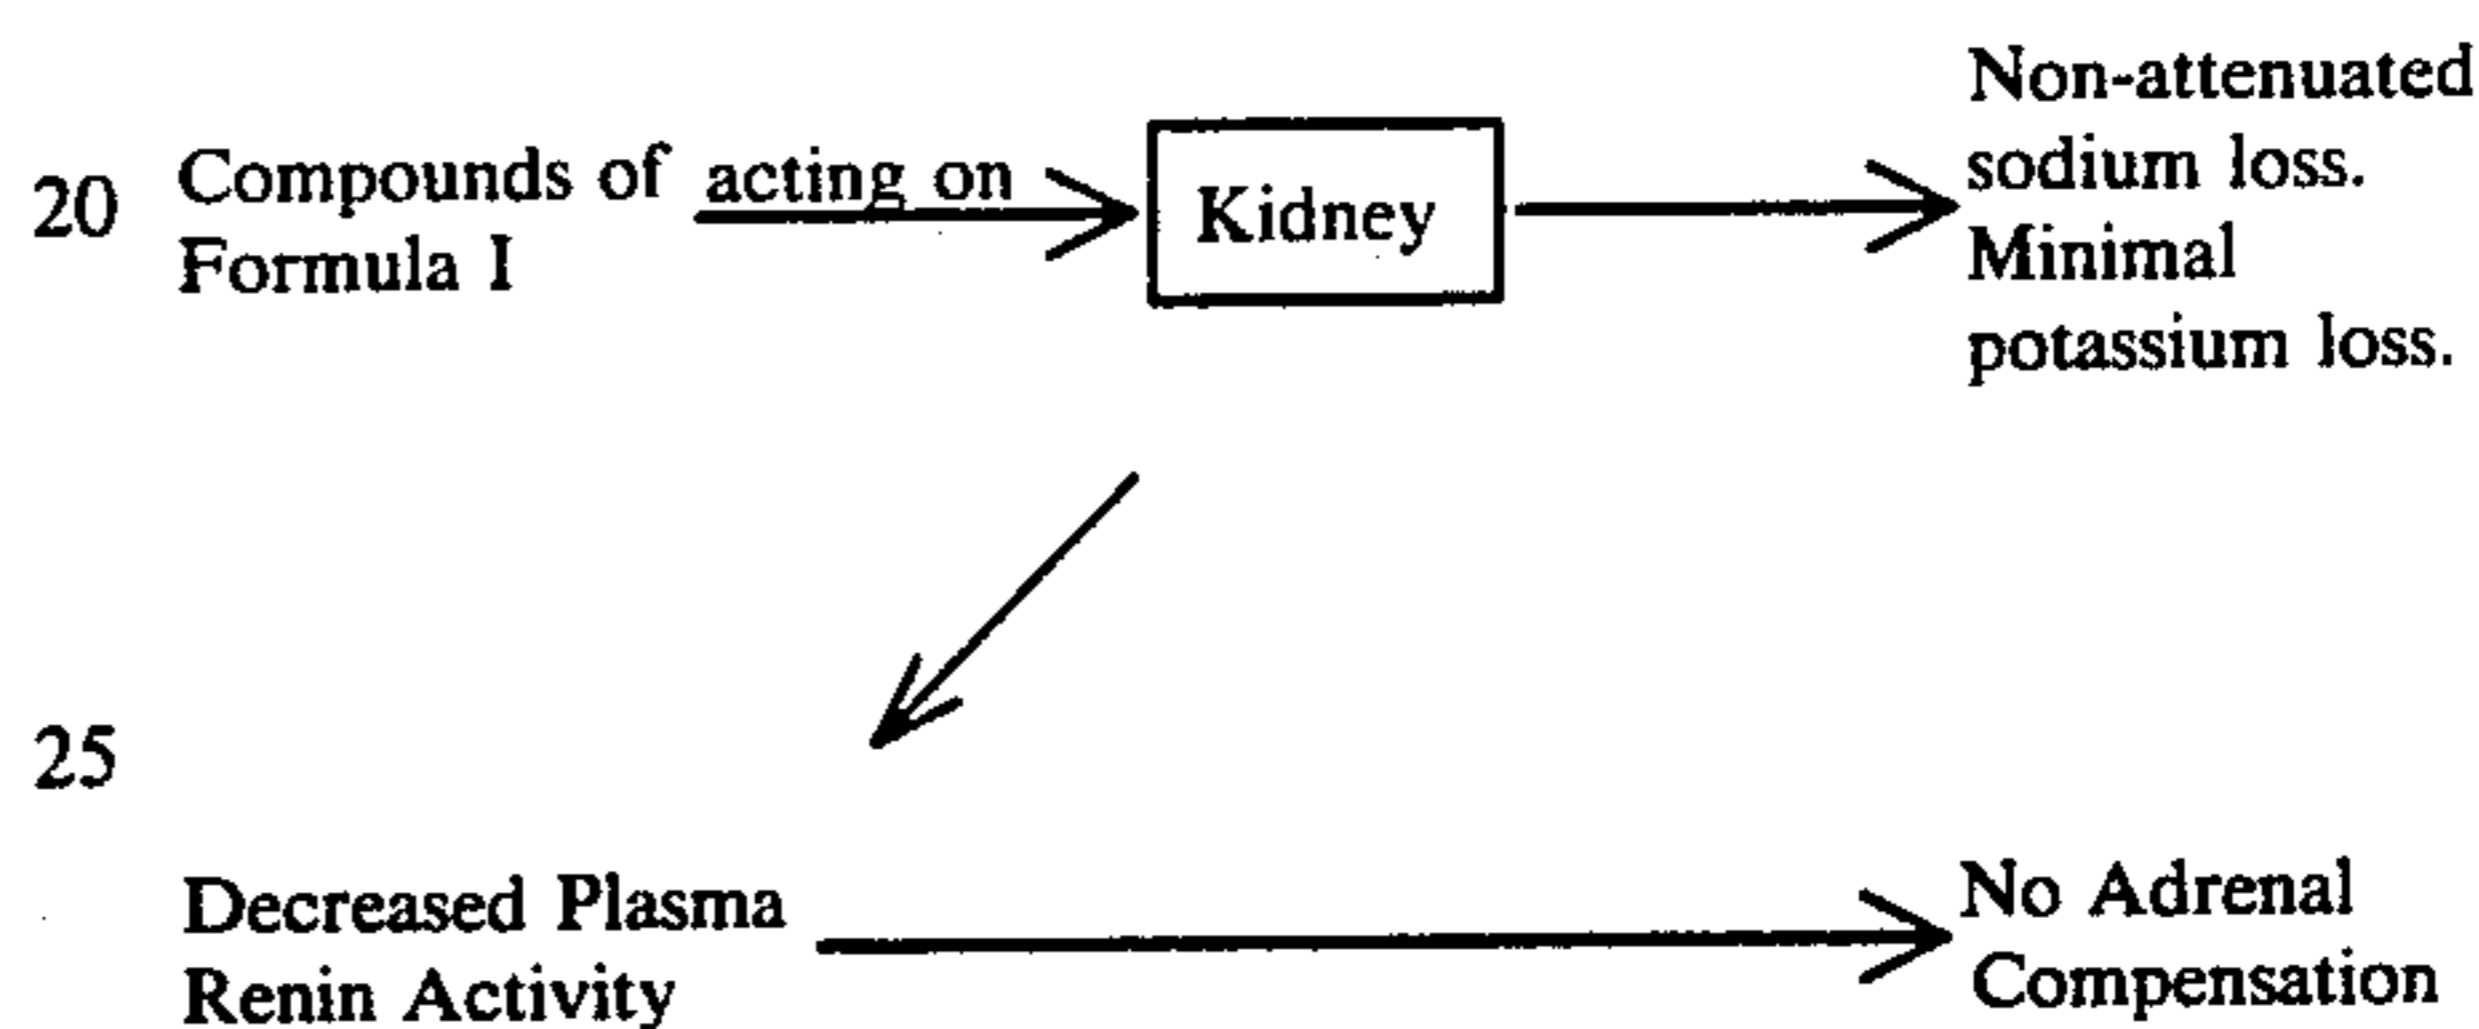 20 Compounds of acting on Kidney
Formula I
Non-attenuated
sodium loss.
Minimal
potassium loss.
25
Decreased Plasma
Renin Activity
No Adrenal
Compensation